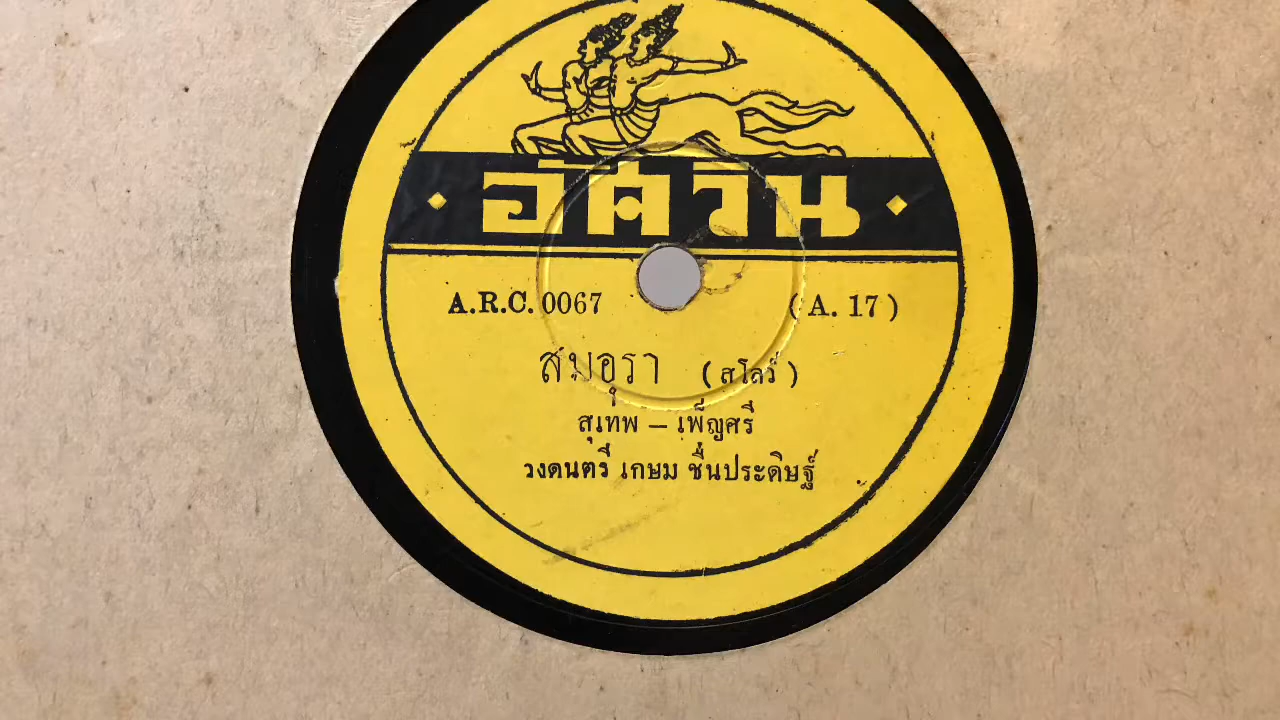 อัศวิน
A.R.C. 0067 (A. 17)
สมอุรา (สโลว์)
สุเทพ – เพ็ญศรี
วงดนตรี เกษม ชื่นประดิษฐ์